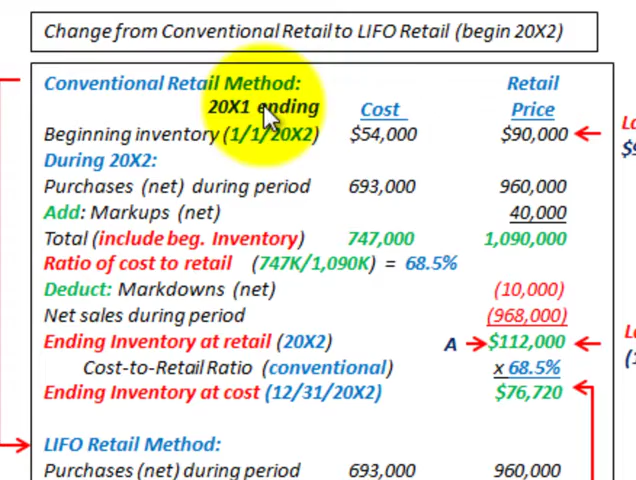 Change from Conventional Retail to LIFO Retail (begin 20X2)
Conventional Retail Method: Retail
20X1 ending Cost Price
Beginning inventory (1/1/20X2) $54,000 $90,000
During 20X2:
Purchases (net) during period 693,000 960,000
Add: Markups (net) 40,000
Total (include beg. Inventory) 747,000 1,090,000
Ratio of cost to retail (747K/1,090K) = 68.5%
Deduct: Markdowns (net) (10,000)
Net sales during period (968,000)
Ending Inventory at retail (20X2) A $112,000
Cost-to-Retail Ratio (conventional) x 68.5%
Ending Inventory at cost (12/31/20X2) $76,720
LIFO Retail Method:
Purchases (net) during period 693,000 960,000